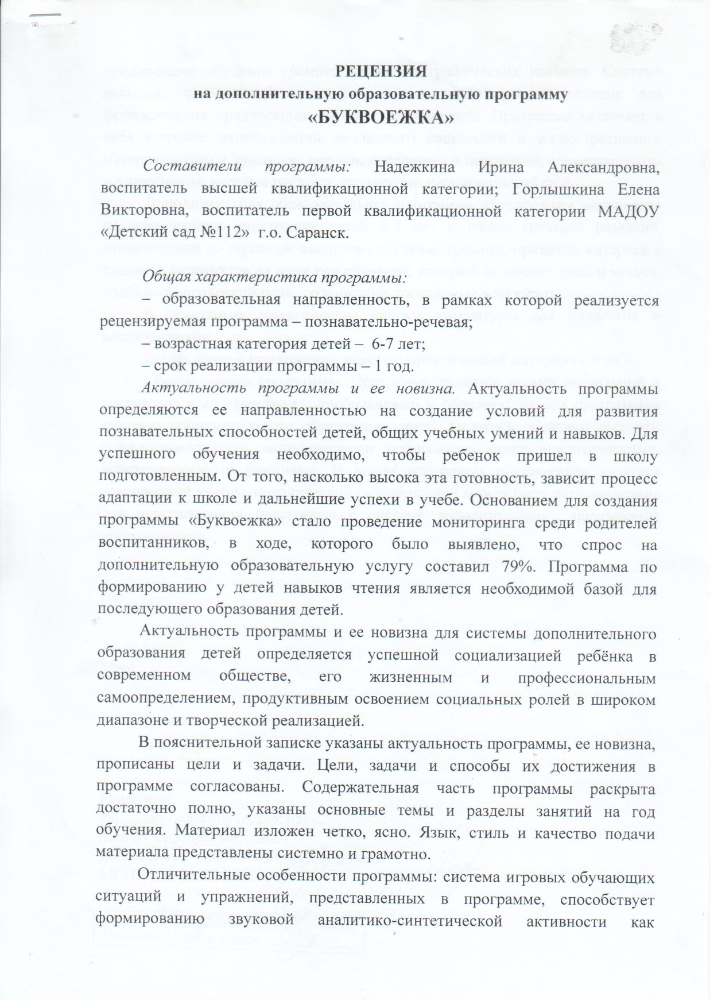 РЕЦЕНЗИЯ
на дополнительную образовательную программу
«БУКВОЕЖКА»
Составители программы: Надежкина Ирина Александровна,
воспитатель высшей квалификационной категории; Горлышкина Елена
Викторовна, воспитатель первой квалификационной категории МАДОУ
«Детский сад №112» г.о. Саранск.
Общая характеристика программы:
– образовательная направленность, в рамках которой реализуется
рецензируемая программа – познавательно-речевая;
– возрастная категория детей – 6-7 лет;
– срок реализации программы – 1 год.
Актуальность программы и ее новизна. Актуальность программы
определяются ее направленностью на создание условий для развития
познавательных способностей детей, общих учебных умений и навыков. Для
успешного обучения необходимо, чтобы ребенок пришел в школу
подготовленным. От того, насколько высока эта готовность, зависит процесс
адаптации к школе и дальнейшие успехи в учебе. Основанием для создания
программы «Буквоежка» стало проведение мониторинга среди родителей
воспитанников, в ходе, которого было выявлено, что спрос на
дополнительную образовательную услугу составил 79%. Программа по
формированию у детей навыков чтения является необходимой базой для
последующего образования детей.
Актуальность программы и ее новизна для системы дополнительного
образования детей определяется успешной социализацией ребёнка в
современном обществе, его жизненным и профессиональным
самоопределением, продуктивным освоением социальных ролей в широком
диапазоне и творческой реализацией.
В пояснительной записке указаны актуальность программы, ее новизна,
прописаны цели и задачи. Цели, задачи и способы их достижения в
программе согласованы. Содержательная часть программы раскрыта
достаточно полно, указаны основные темы и разделы занятий на год
обучения. Материал изложен четко, ясно. Язык, стиль и качество подачи
материала представлены системно и грамотно.
Отличительные особенности программы: система игровых обучающих
ситуаций и упражнений, представленных в программе, способствует
формированию звуковой аналитико-синтетической активности как